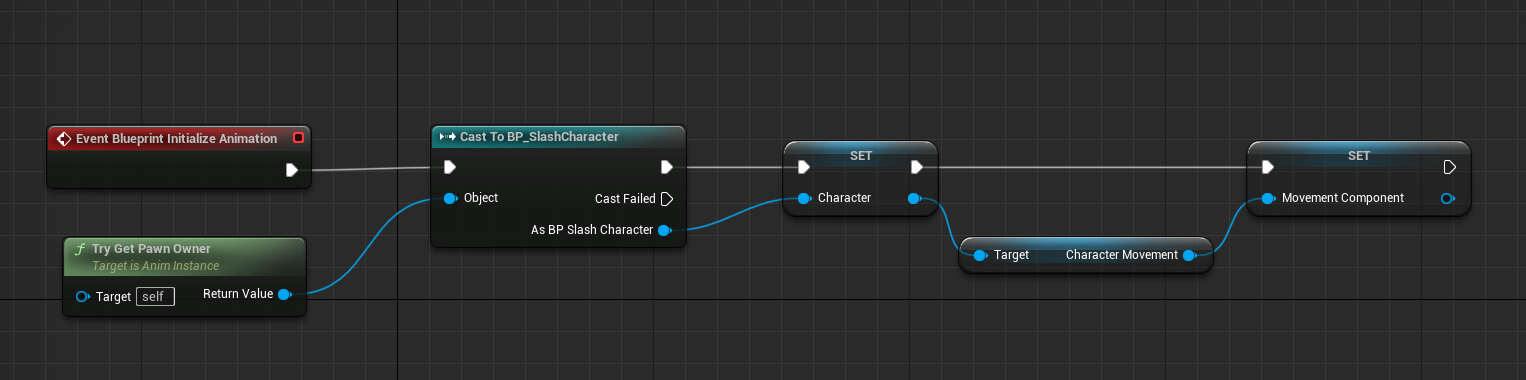 Event Blueprint Initialize Animation
Cast To BP_SlashCharacter
Object
Cast Failed
As BP Slash Character
SET
Character
SET
Movement Component
Try Get Pawn Owner
Target is Anim Instance
Target self
Return Value
Target
Character Movement